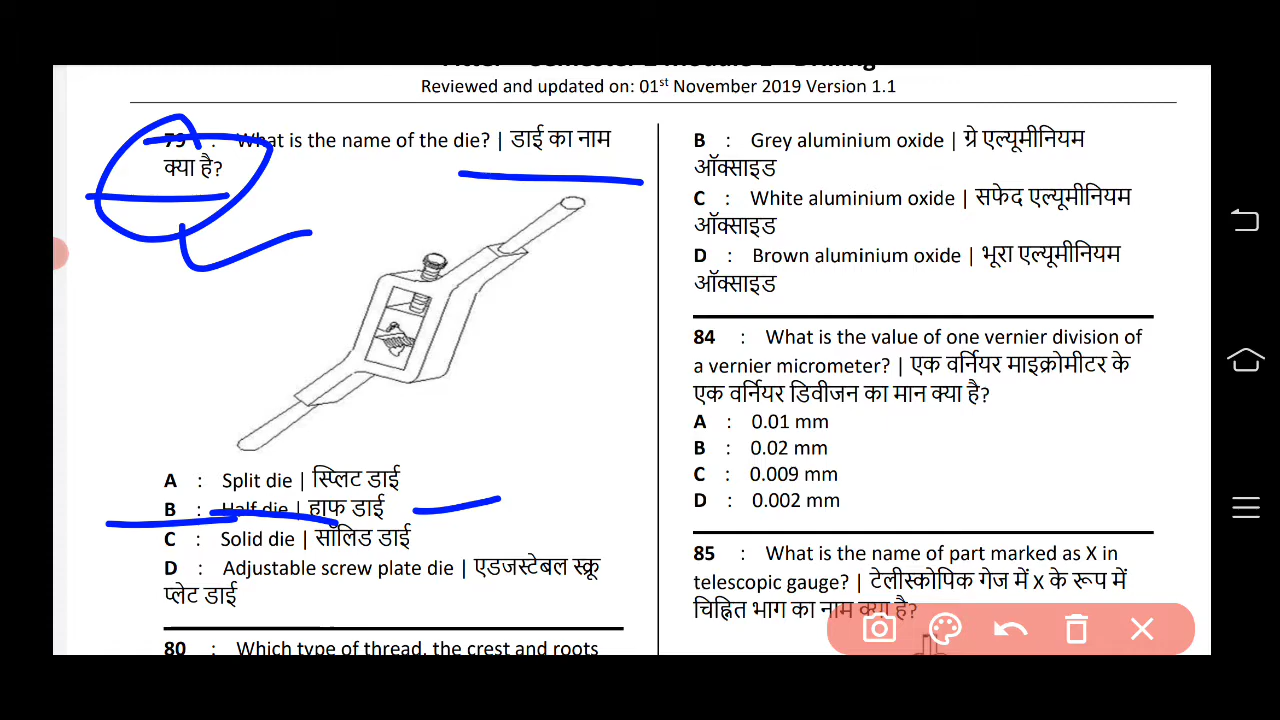 Reviewed and updated on: 01st November 2019 Version 1.1
79 : What is the name of the die? | डाई का नाम
क्या है?
A : Split die | स्प्लिट डाई
B : Half die | हाफ डाई
C : Solid die | सॉलिड डाई
D : Adjustable screw plate die | एडजस्टेबल स्क्रू
प्लेट डाई
80 : Which type of thread, the crest and roots
B : Grey aluminium oxide | ग्रे एल्यूमीनियम
ऑक्साइड
C : White aluminium oxide | सफेद एल्यूमीनियम
ऑक्साइड
D : Brown aluminium oxide | भूरा एल्यूमीनियम
ऑक्साइड
84 : What is the value of one vernier division of
a vernier micrometer? | एक वर्नियर माइक्रोमीटर के
एक वर्नियर डिवीजन का मान क्या है?
A : 0.01 mm
B : 0.02 mm
C : 0.009 mm
D : 0.002 mm
85 : What is the name of part marked as X in
telescopic gauge? | टेलीस्कोपिक गेज में X के रूप में
चिह्नित भाग का नाम क्या है?